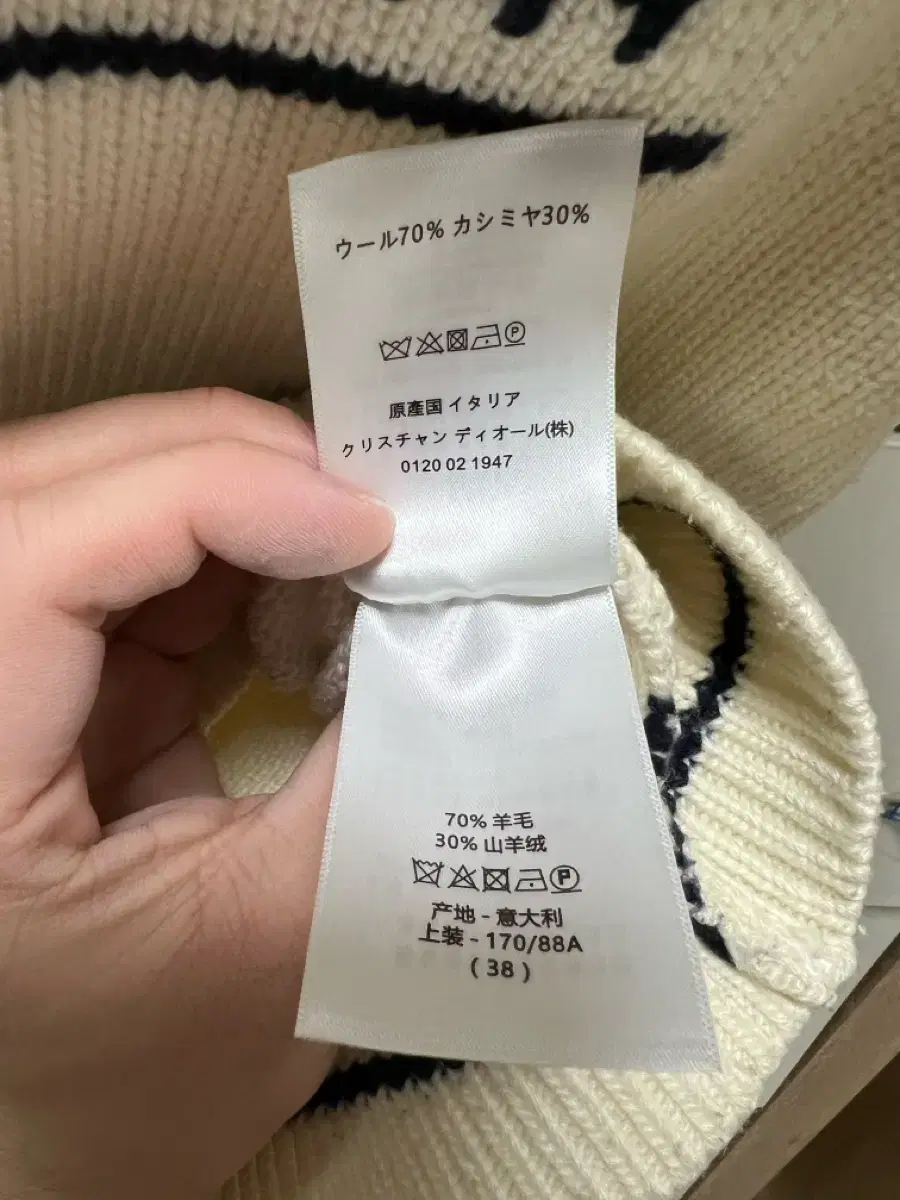 ウール70% カシミヤ30%
P
原產国 イタリア
クリスチャン ディオール(株)
0120 02 1947
70% 羊毛
30% 山羊绒
P
产地 - 意大利
上装 - 170/88A
( 38 )